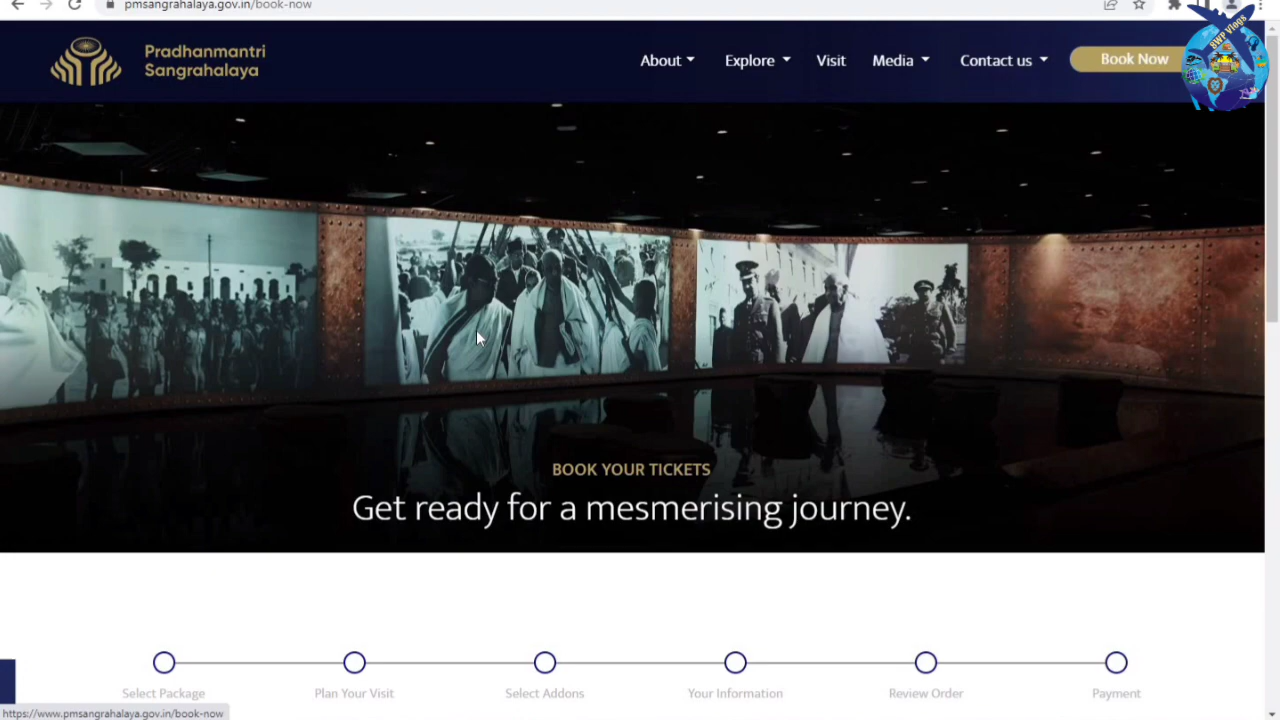 pmsangrahalaya.gov.in/book-now
Pradhanmantri
Sangrahalaya
About
Explore
Visit
Media
Contact us
Book Now
BWP Vlogs
BOOK YOUR TICKETS
Get ready for a mesmerising journey.
Select Package
Plan Your Visit
Select Addons
Your Information
Review Order
Payment
https://www.pmsangrahalaya.gov.in/book-now